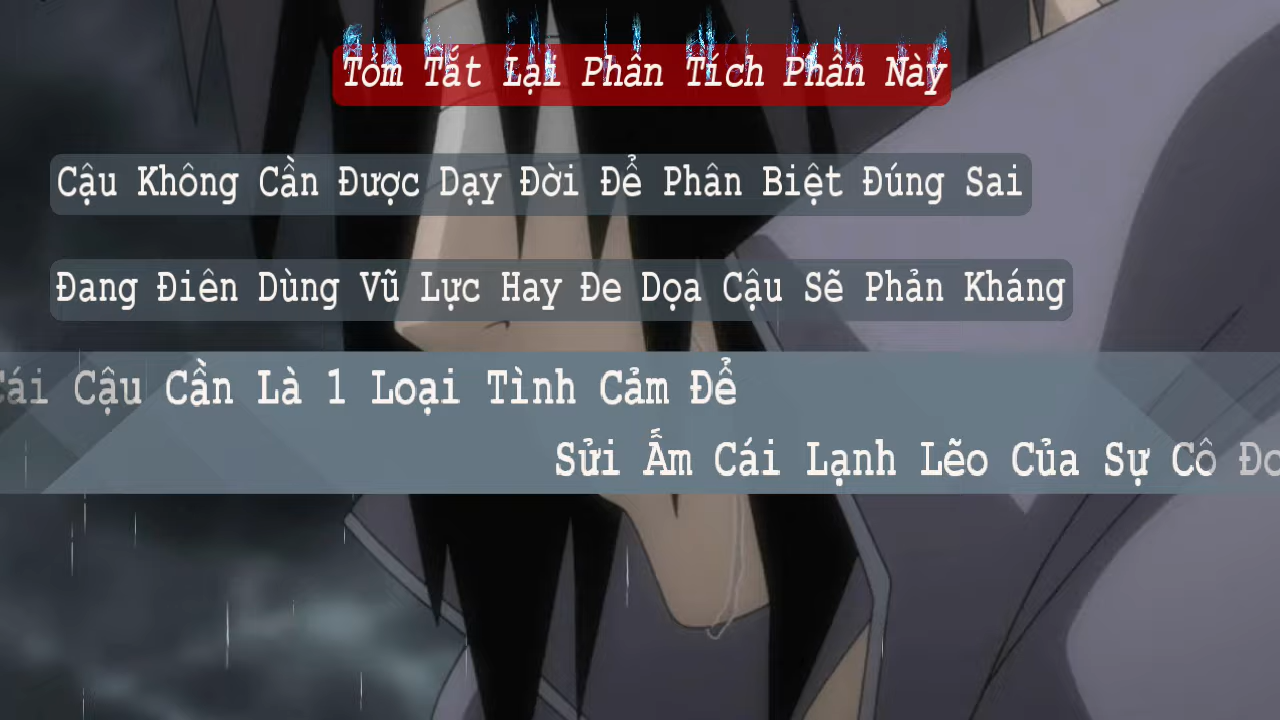 Tóm Tắt Lại Phân Tích Phần Này
Cậu Không Cần Được Dạy Đời Để Phân Biệt Đúng Sai
Đang Điên Dùng Vũ Lực Hay Đe Dọa Cậu Sẽ Phản Kháng
Cái Cậu Cần Là 1 Loại Tình Cảm Để
Sửi Ấm Cái Lạnh Lẽo Của Sự Cô